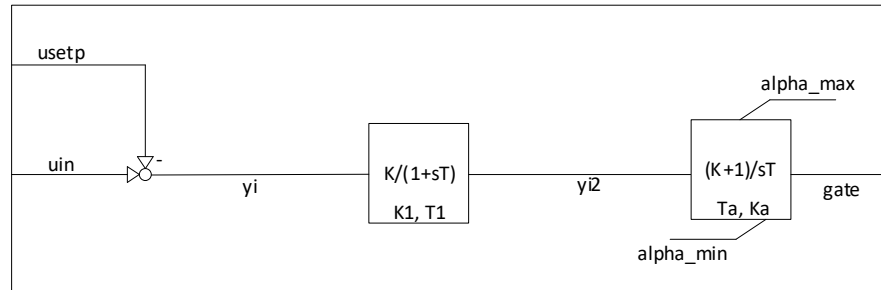 usetp
alpha_max
uin
-
yi
K/(1+sT)
K1, T1
yi2
(K+1)/sT
Ta, Ka
gate
alpha_min